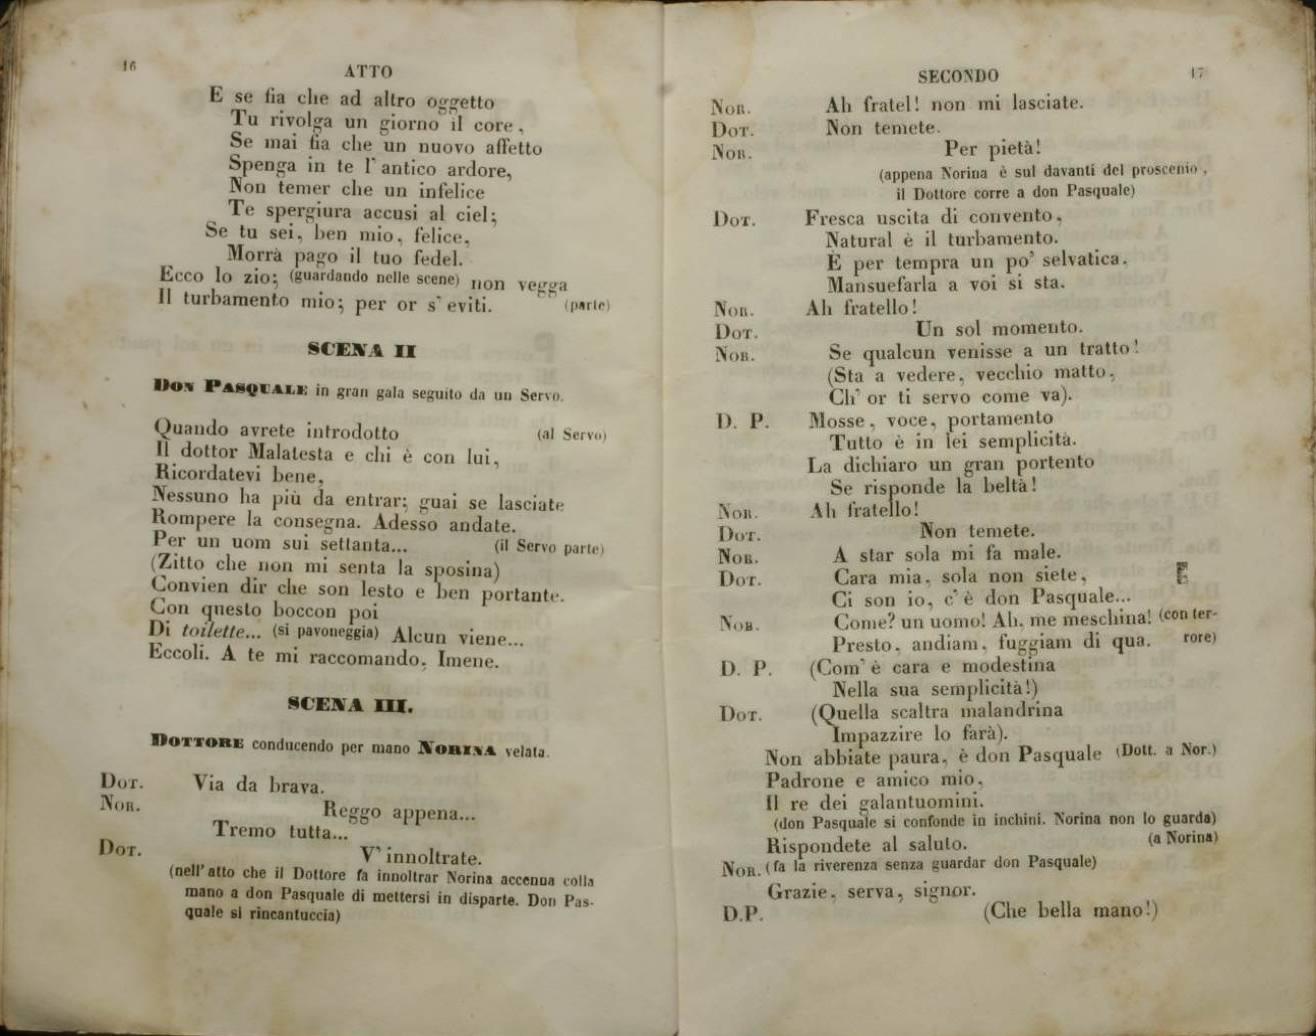 16
ATTO
E se fia che ad altro oggetto
Tu rivolga un giorno il core,
Se mai fia che un nuovo affetto
Spenga in te l'antico ardore,
Non temer che un infelice
Te spergiura accusi al ciel;
Se tu sei, ben mio, felice,
Morrà pago il tuo fedel.
Ecco lo zio; (guardando nelle scene) non vegga
Il turbamento mio; per or s'eviti. (parte)
SCENA II
DON PASQUALE in gran gala seguito da un Servo.
Quando avrete introdotto (al Servo)
Il dottor Malatesta e chi è con lui,
Ricordatevi bene,
Nessuno ha più da entrar; guai se lasciate
Rompere la consegna. Adesso andate.
Per un uom sui settanta... (il Servo parte)
(Zitto che non mi senta la sposina)
Convien dir che son lesto e ben portante.
Con questo boccon poi
Di toilette... (si pavoneggia) Alcun viene...
Eccoli. A te mi raccomando, Imene.
SCENA III.
DOTTORE conducendo per mano NORINA velata.
DOT. Via da brava.
NOR. Reggo appena...
Tremo tutta...
DOT. V'innoltrate.
(nell'atto che il Dottore fa innoltrar Norina accenna colla
mano a don Pasquale di mettersi in disparte. Don Pas-
quale si rincantuccia)
SECONDO
17
NOR. Ah fratel! non mi lasciate.
DOT. Non temete.
NOR. Per pietà!
(appena Norina è sul davanti del proscenio,
il Dottore corre a don Pasquale)
DOT. Fresca uscita di convento,
Natural è il turbamento.
È per tempra un po' selvatica.
Mansuefarla a voi si sta.
NOR. Ah fratello!
DOT. Un sol momento.
NOR. Se qualcun venisse a un tratto!
(Sta a vedere, vecchio matto,
Ch'or ti servo come va).
D. P. Mosse, voce, portamento
Tutto è in lei semplicità.
La dichiaro un gran portento
Se risponde la beltà!
NOR. Ah fratello!
DOT. Non temete.
NOR. A star sola mi fa male.
DOT. Cara mia, sola non siete,
Ci son io, c'è don Pasquale...
NOR. Come? un uomo! Ah, me meschina! (con ter-
Presto, andiam, fuggiam di qua. rore)
D. P. (Com'è cara e modestina
Nella sua semplicità!)
DOT. (Quella scaltra malandrina
Impazzire lo farà).
Non abbiate paura, è don Pasquale (Dott. a Nor.)
Padrone e amico mio,
Il re dei galantuomini.
(don Pasquale si confonde in inchini. Norina non lo guarda)
Rispondete al saluto. (a Norina)
NOR. (fa la riverenza senza guardar don Pasquale)
Grazie, serva, signor.
D.P. (Che bella mano!)